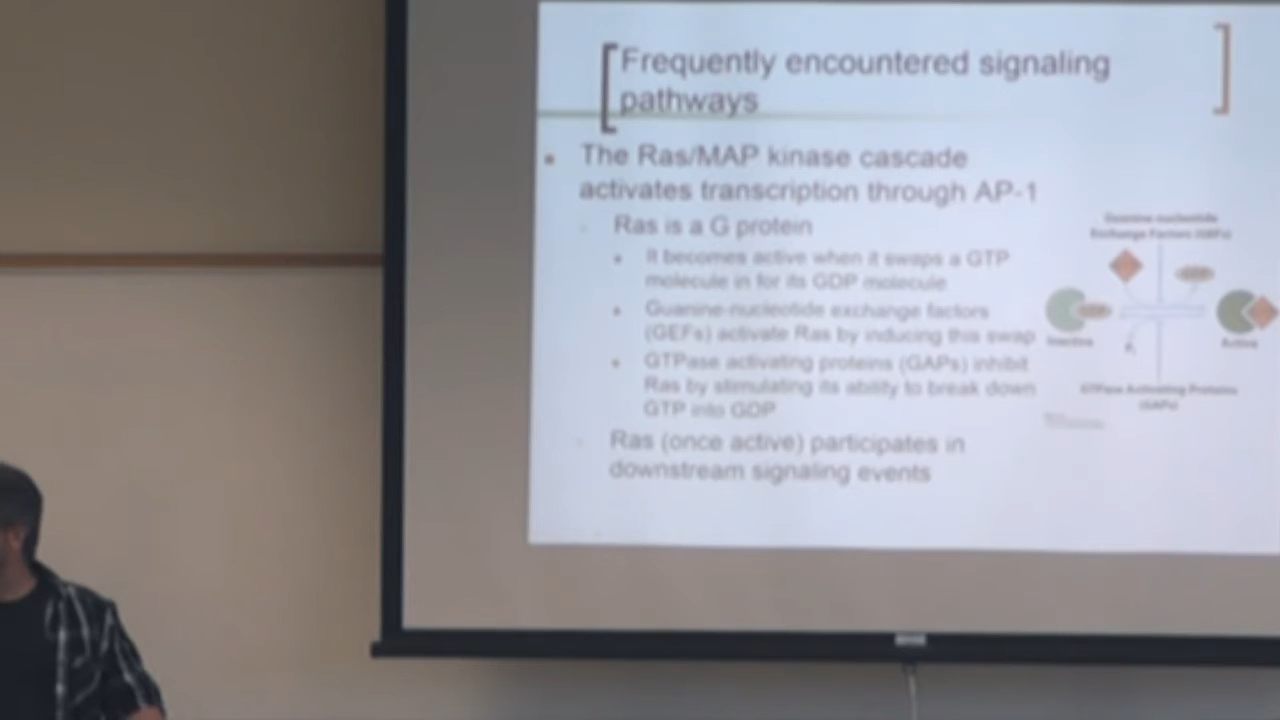 Frequently encountered signaling
pathways
The Ras/MAP kinase cascade
activates transcription through AP-1
Ras is a G protein
It becomes active when it swaps a GTP
molecule in for its GDP molecule
Guanine-nucleotide exchange factors
(GEFs) activate Ras by inducing this swap
GTPase activating proteins (GAPs) inhibit
Ras by stimulating its ability to break down
GTP into GDP
Ras (once active) participates in
downstream signaling events
Exchange Factors (GEFs)
Inactive
Active
GTPase Activating Proteins
(GAPs)